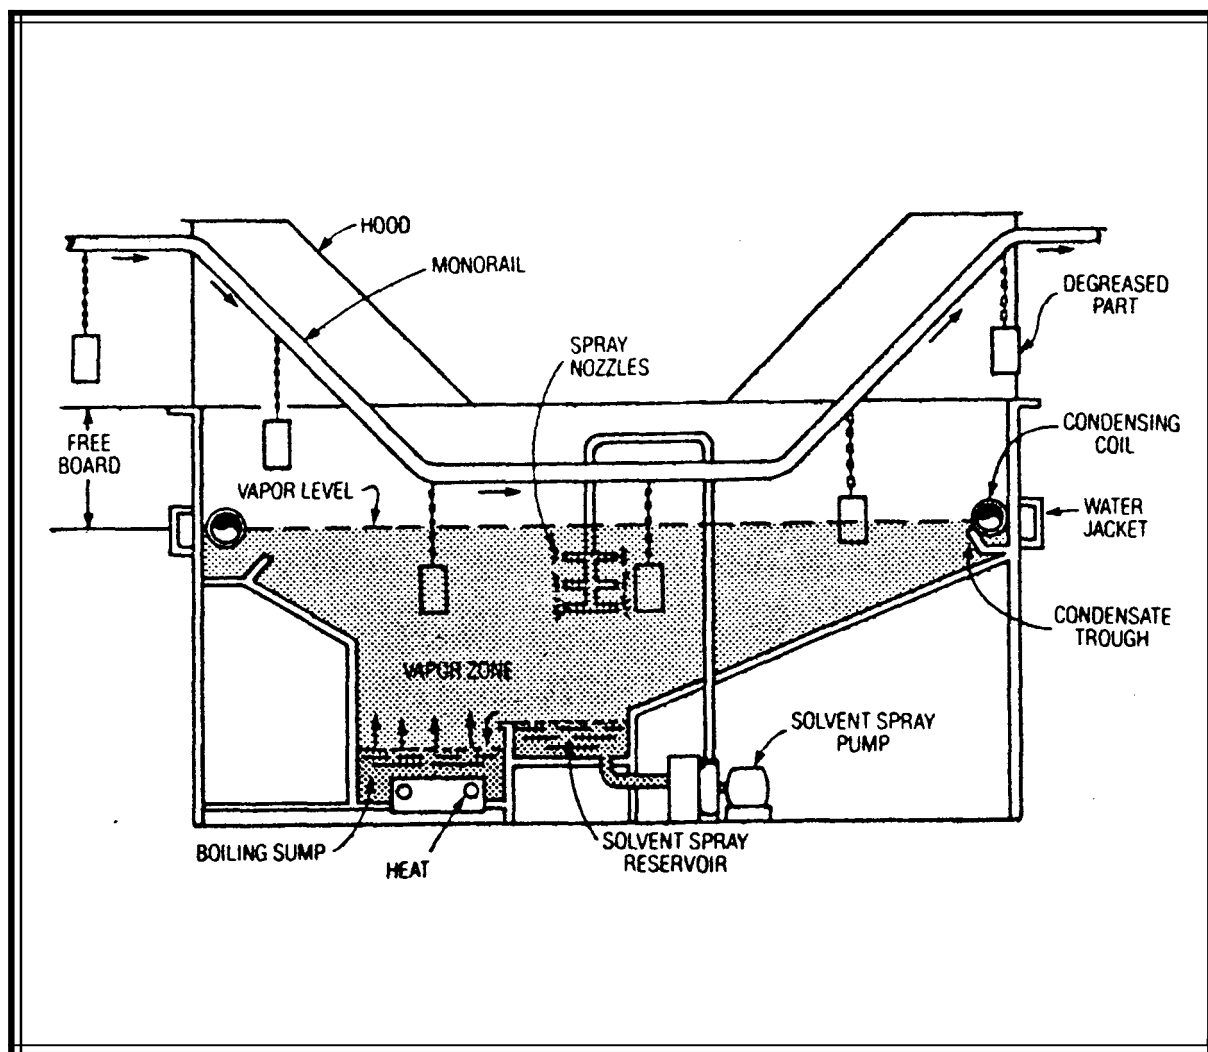 HOOD
MONORAIL
DEGREASED
PART
SPRAY
NOZZLES
FREE
BOARD
CONDENSING
COIL
VAPOR LEVEL
WATER
JACKET
CONDENSATE
TROUGH
VAPOR ZONE
SOLVENT SPRAY
PUMP
BOILING SUMP
HEAT
SOLVENT SPRAY
RESERVOIR